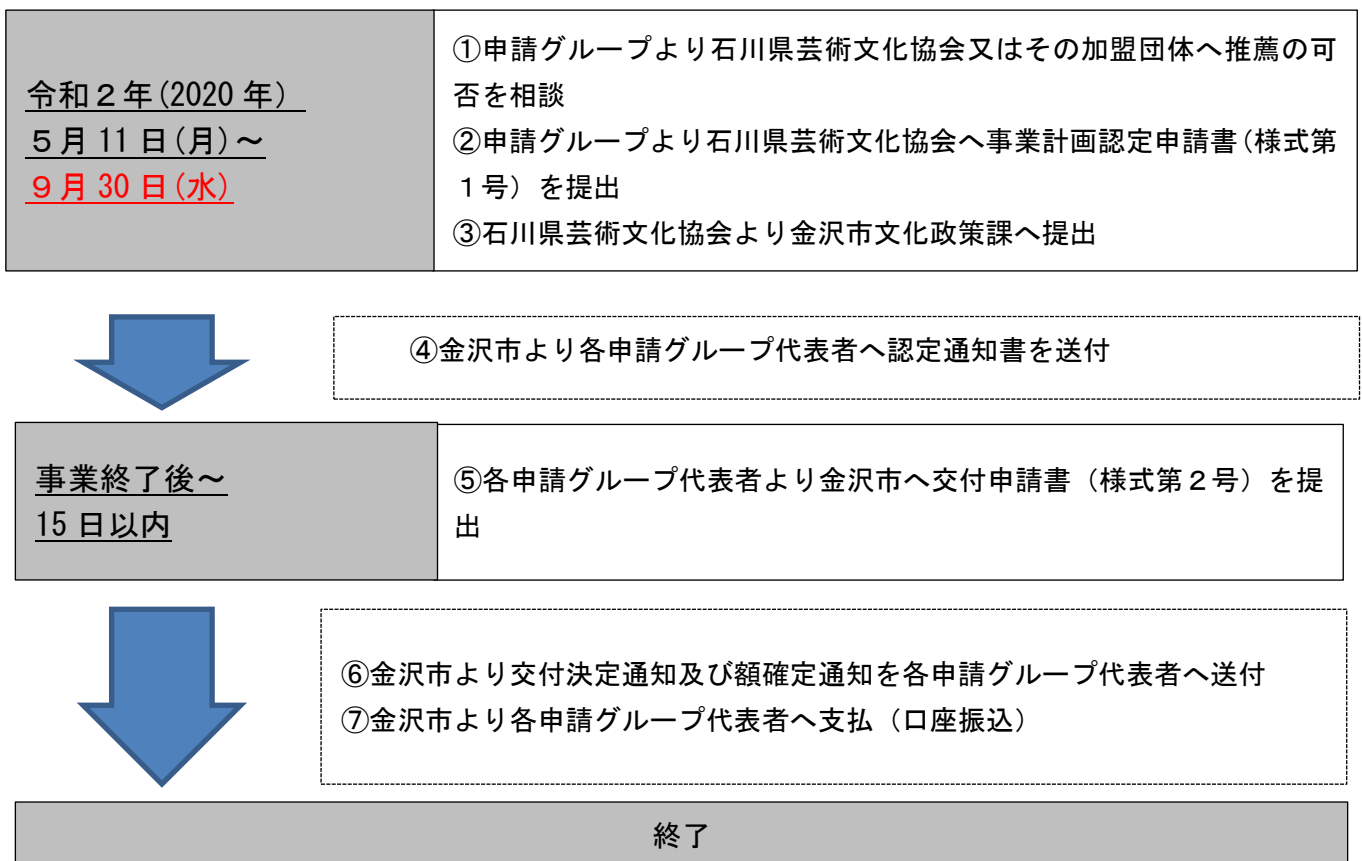 令和２年(2020 年)
５月 11 日(月)～
９月 30 日(水)
①申請グループより石川県芸術文化協会又はその加盟団体へ推薦の可
否を相談
②申請グループより石川県芸術文化協会へ事業計画認定申請書(様式第
１号）を提出
③石川県芸術文化協会より金沢市文化政策課へ提出
④金沢市より各申請グループ代表者へ認定通知書を送付
事業終了後～
15 日以内
⑤各申請グループ代表者より金沢市へ交付申請書（様式第２号）を提
出
⑥金沢市より交付決定通知及び額確定通知を各申請グループ代表者へ送付
⑦金沢市より各申請グループ代表者へ支払（口座振込）
終了